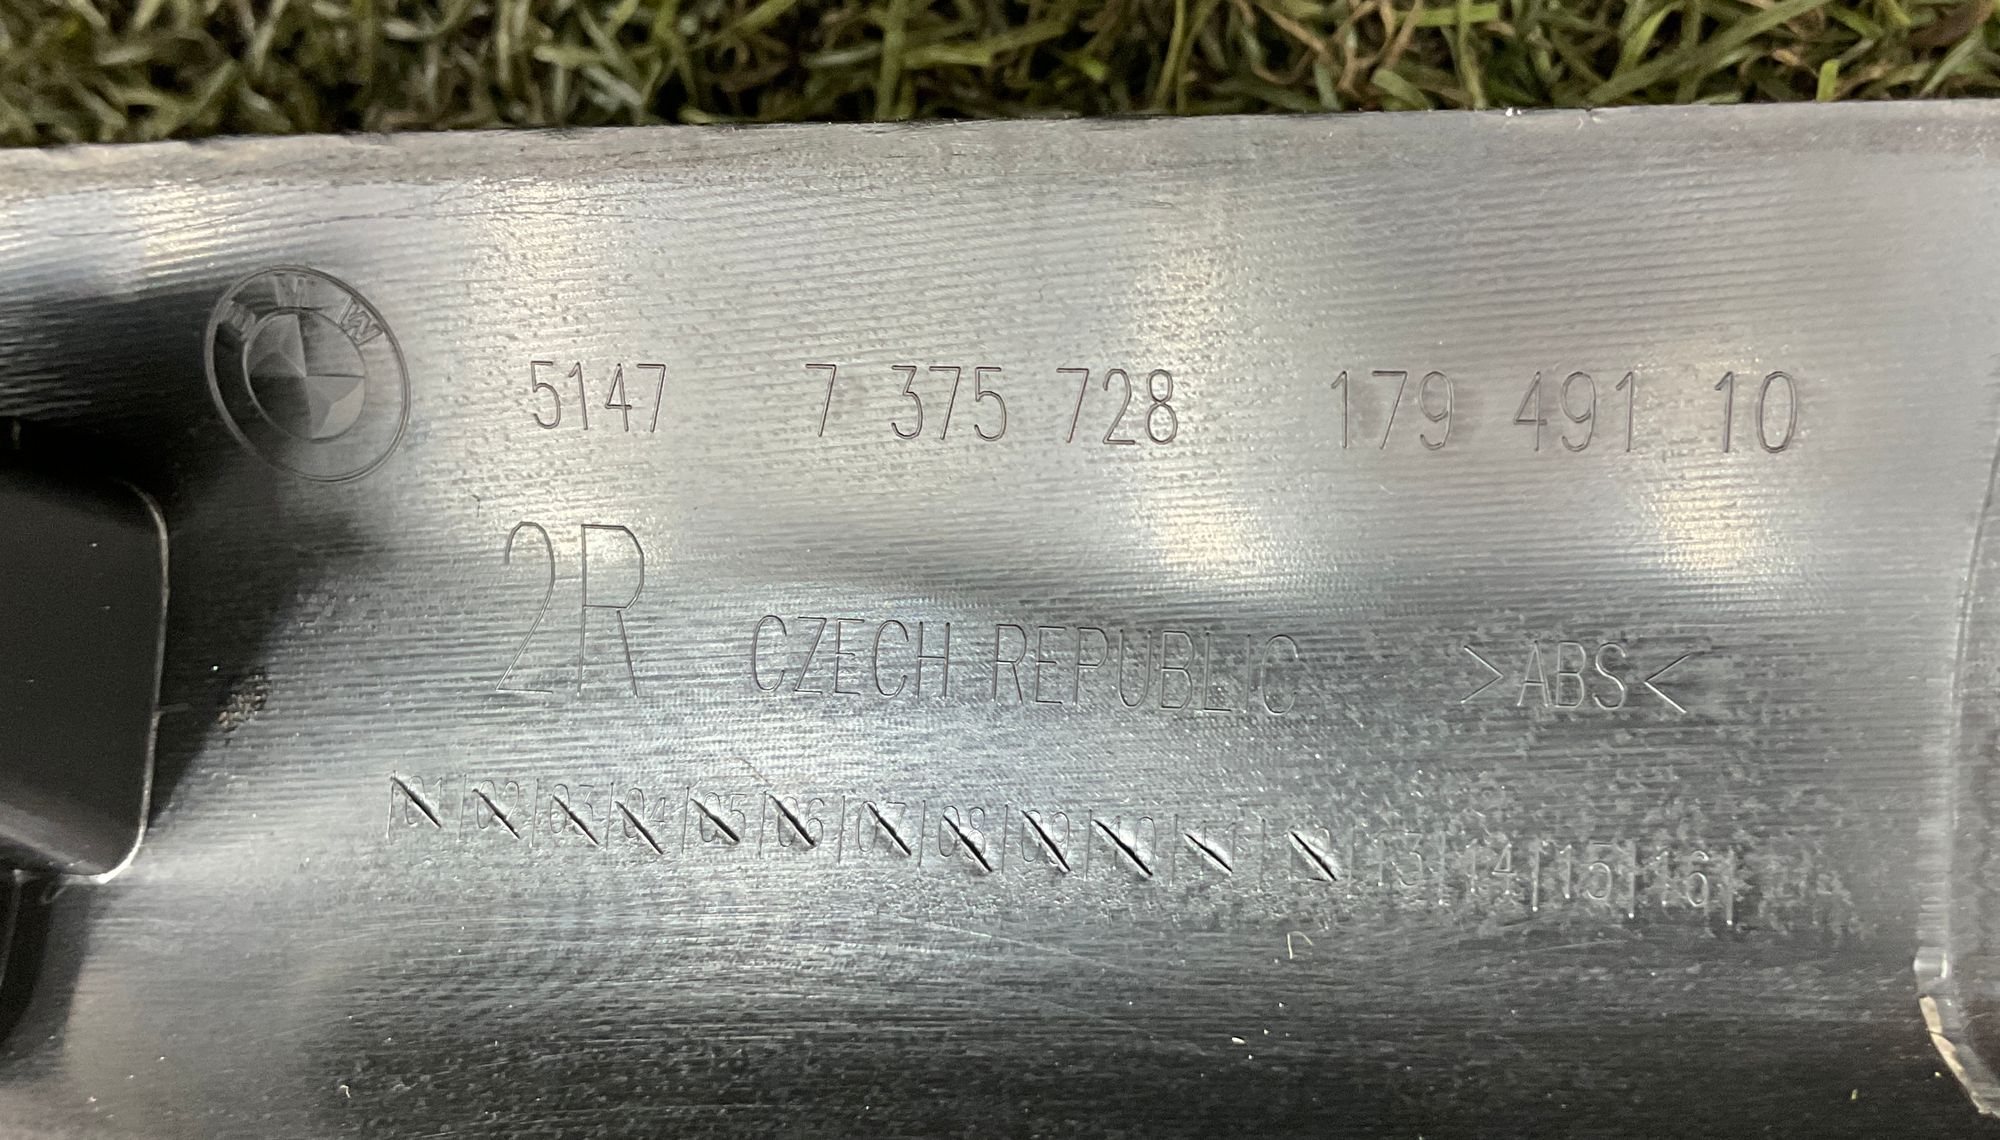 BMW
5147 7 375 728 179 491 10
2R CZECH REPUBLIC >ABS<
|01|02|03|04|05|06|07|08|09|10|11|12|13|14|15|16|